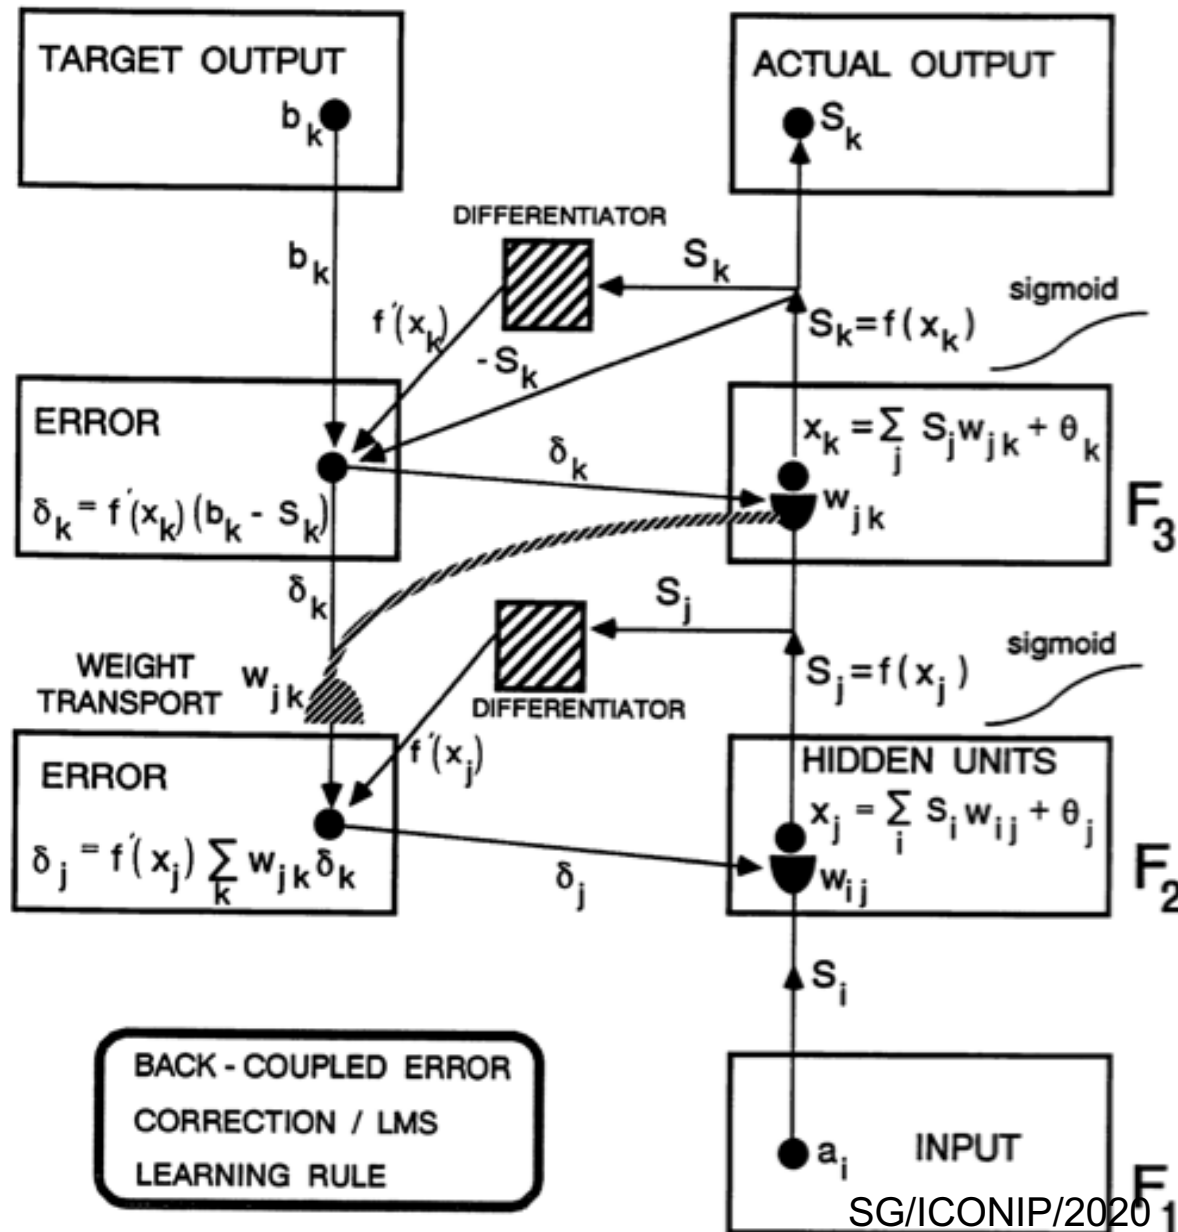 TARGET OUTPUT
b_k
ACTUAL OUTPUT
S_k
DIFFERENTIATOR
b_k
S_k
f'(x_k)
-S_k
S_k=f(x_k)
sigmoid
ERROR
δ_k = f'(x_k)(b_k - S_k)
δ_k
x_k = ∑_j S_j w_jk + θ_k
w_jk
F_3
δ_k
S_j
WEIGHT
TRANSPORT
w_jk
DIFFERENTIATOR
f'(x_j)
S_j=f(x_j)
sigmoid
ERROR
δ_j = f'(x_j) ∑_k w_jk δ_k
δ_j
HIDDEN UNITS
x_j = ∑_i S_i w_ij + θ_j
w_ij
F_2
S_i
BACK - COUPLED ERROR
CORRECTION / LMS
LEARNING RULE
a_i
INPUT
F_1
SG/ICONIP/2020